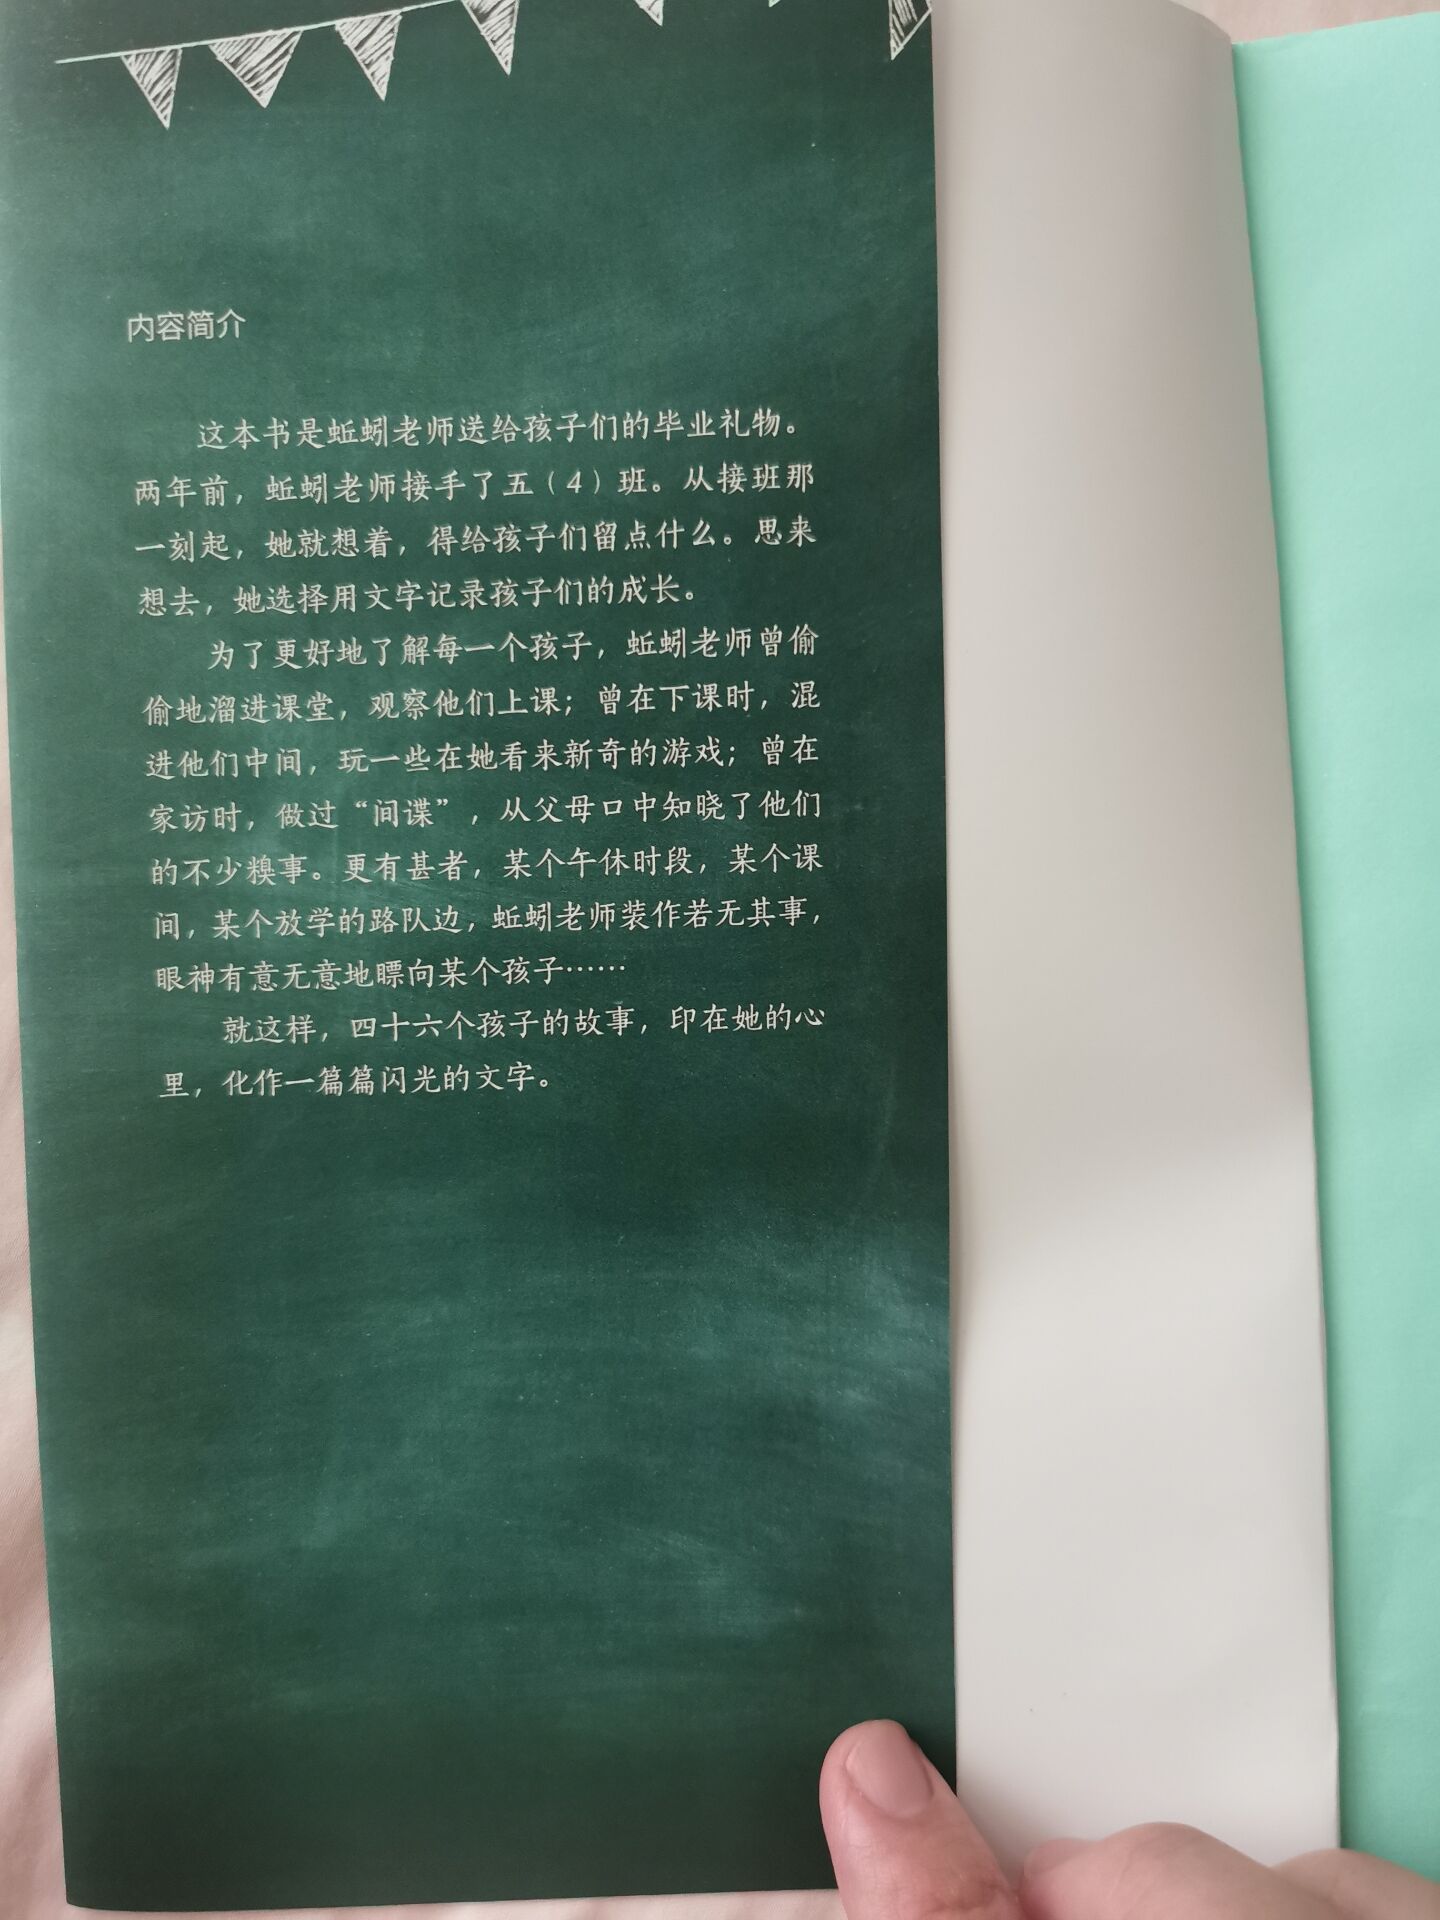 内容简介
这本书是蚯蚓老师送给孩子们的毕业礼物。
两年前，蚯蚓老师接手了五（4）班。从接班那
一刻起，她就想着，得给孩子们留点什么。思来
想去，她选择用文字记录孩子们的成长。
为了更好地了解每一个孩子，蚯蚓老师曾偷
偷地溜进课堂，观察他们上课；曾在下课时，混
进他们中间，玩一些在她看来新奇的游戏；曾在
家访时，做过“间谍”，从父母口中知晓了他们
的不少糗事。更有甚者，某个午休时段，某个课
间，某个放学的路队边，蚯蚓老师装作若无其事，
眼神有意无意地瞟向某个孩子……
就这样，四十六个孩子的故事，印在她的心
里，化作一篇篇闪光的文字。